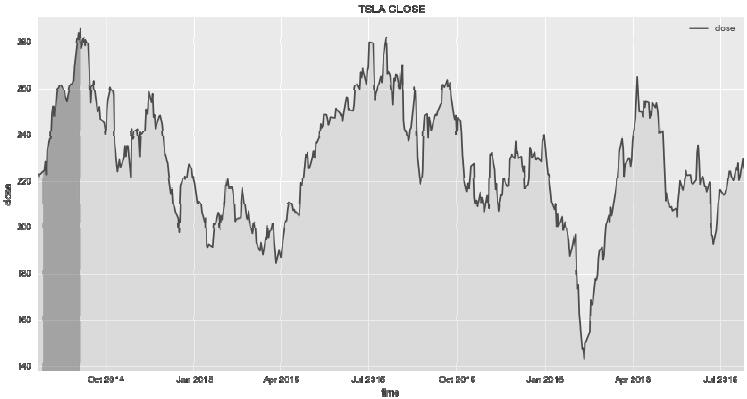 TSLA CLOSE
close
280
260
240
220
200
180
160
140
close
Oct 2014
Jan 2015
Apr 2015
Jul 2015
Oct 2015
Jan 2016
Apr 2016
Jul 2016
time